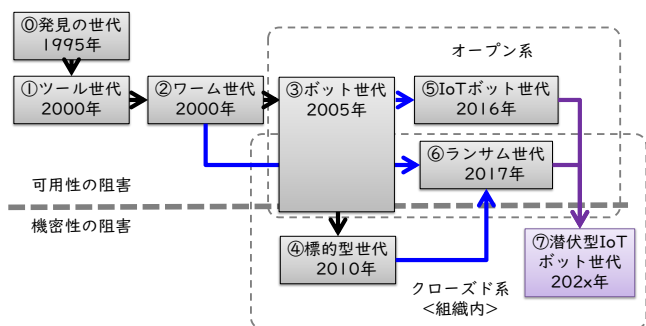 ⓪発見の世代
1995年
オープン系
①ツール世代
2000年
②ワーム世代
2000年
③ボット世代
2005年
⑤IoTボット世代
2016年
⑥ランサム世代
2017年
可用性の阻害
機密性の阻害
④標的型世代
2010年
⑦潜伏型IoT
ボット世代
202x年
クローズド系
<組織内>